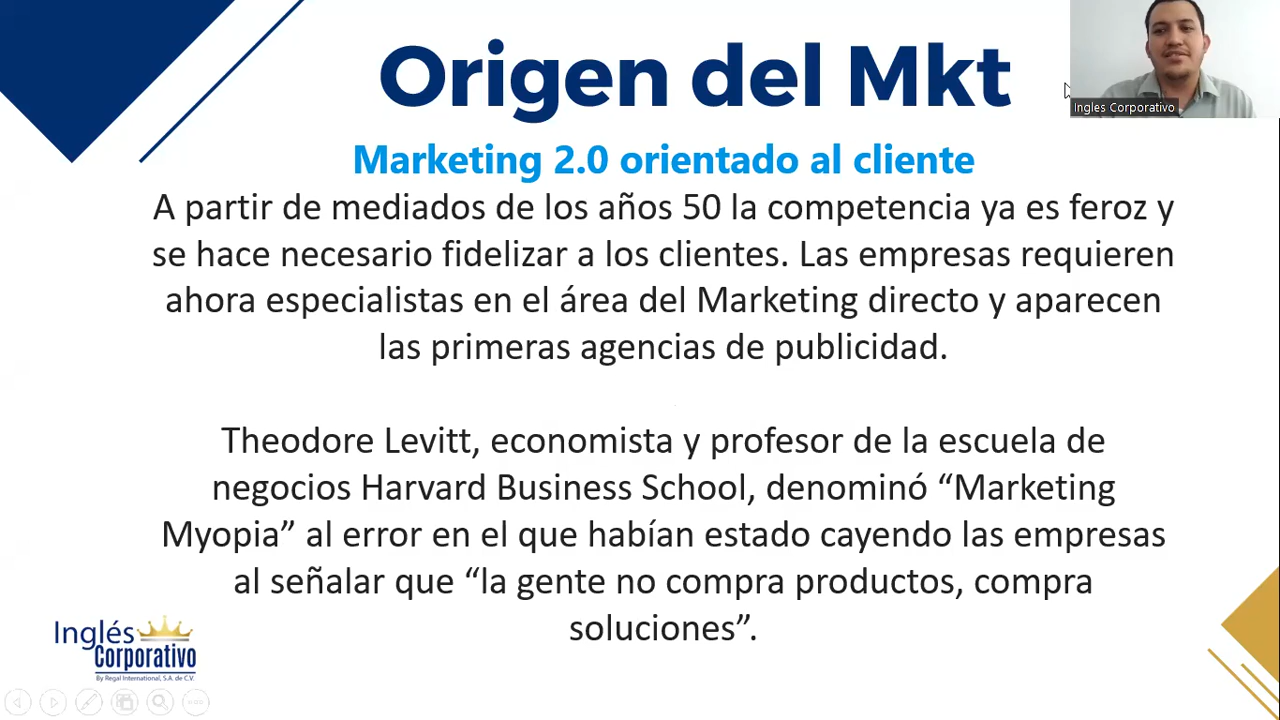 Origen del Mkt
Ingles Corporativo
Marketing 2.0 orientado al cliente
A partir de mediados de los años 50 la competencia ya es feroz y
se hace necesario fidelizar a los clientes. Las empresas requieren
ahora especialistas en el área del Marketing directo y aparecen
las primeras agencias de publicidad.
Theodore Levitt, economista y profesor de la escuela de
negocios Harvard Business School, denominó “Marketing
Myopia” al error en el que habían estado cayendo las empresas
al señalar que “la gente no compra productos, compra
soluciones”.
Inglés
Corporativo
By Regal International, S.A. de C.V.